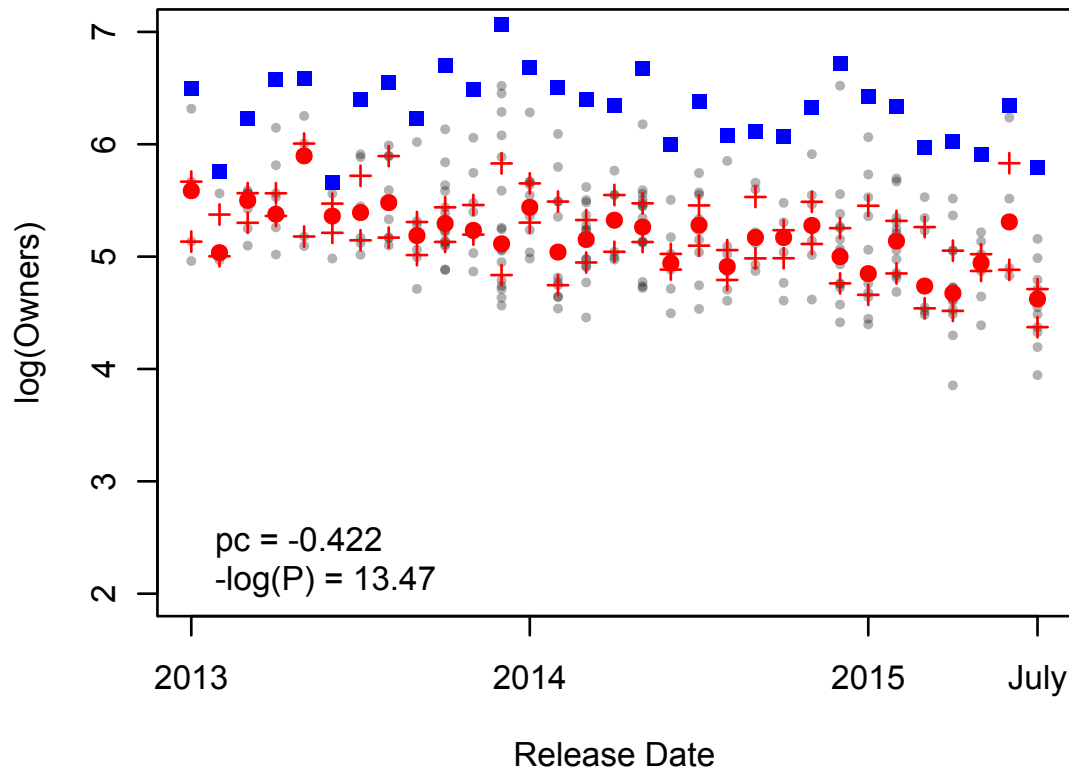 7
6
5
4
3
2
log(Owners)
pc = -0.422
-log(P) = 13.47
2013
2014
2015
July
Release Date